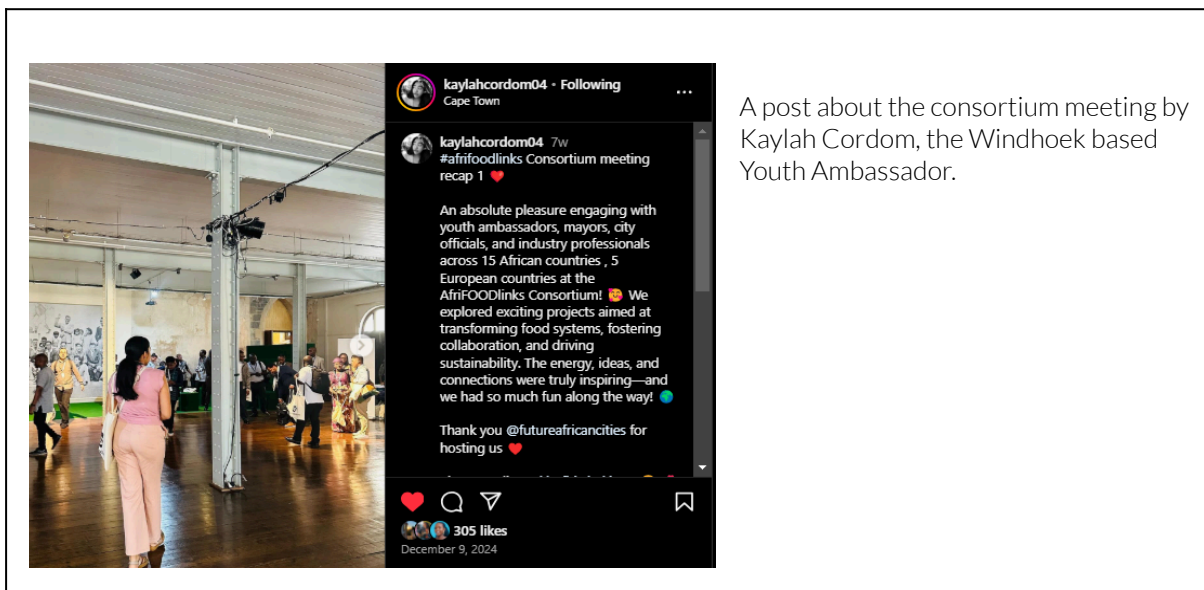 kaylahcordom04 • Following
Cape Town
kaylahcordom04 7w
#afrifoodlinks Consortium meeting
recap 1 ❤️
An absolute pleasure engaging with
youth ambassadors, mayors, city
officials, and industry professionals
across 15 African countries , 5
European countries at the
AfriFOODlinks Consortium! 🥰 We
explored exciting projects aimed at
transforming food systems, fostering
collaboration, and driving
sustainability. The energy, ideas, and
connections were truly inspiring—and
we had so much fun along the way! 🌍
Thank you @futureafricancities for
hosting us ❤️
305 likes
December 9, 2024
A post about the consortium meeting by
Kaylah Cordom, the Windhoek based
Youth Ambassador.